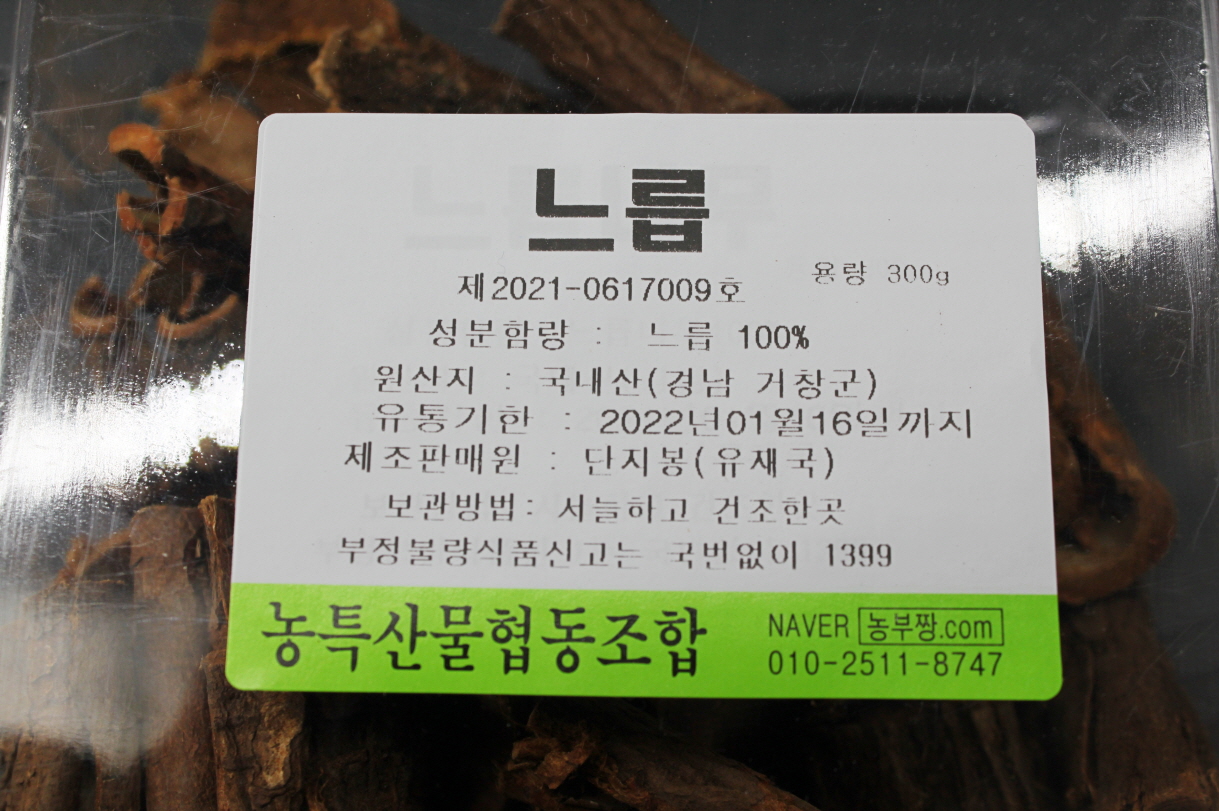 느릅
제2021-0617009호
용량 300g
성분함량 : 느릅 100%
원산지 : 국내산(경남 거창군)
유통기한 : 2022년01월16일까지
제조판매원 : 단지봉(유재국)
보관방법: 서늘하고 건조한곳
부정불량식품신고는 국번없이 1399
농특산물협동조합
NAVER 농부짱.com
010-2511-8747